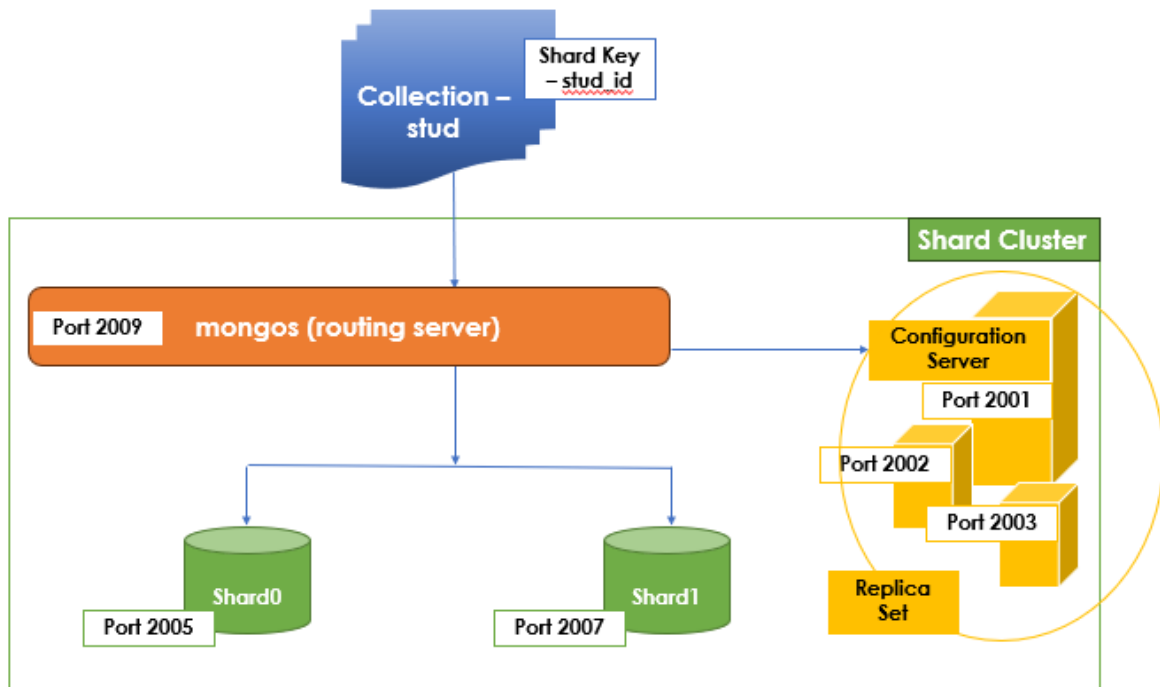 Shard Key
– stud_id
Collection –
stud
Shard Cluster
Port 2009
mongos (routing server)
Configuration
Server
Port 2001
Port 2002
Port 2003
Shard0
Port 2005
Shard1
Port 2007
Replica
Set